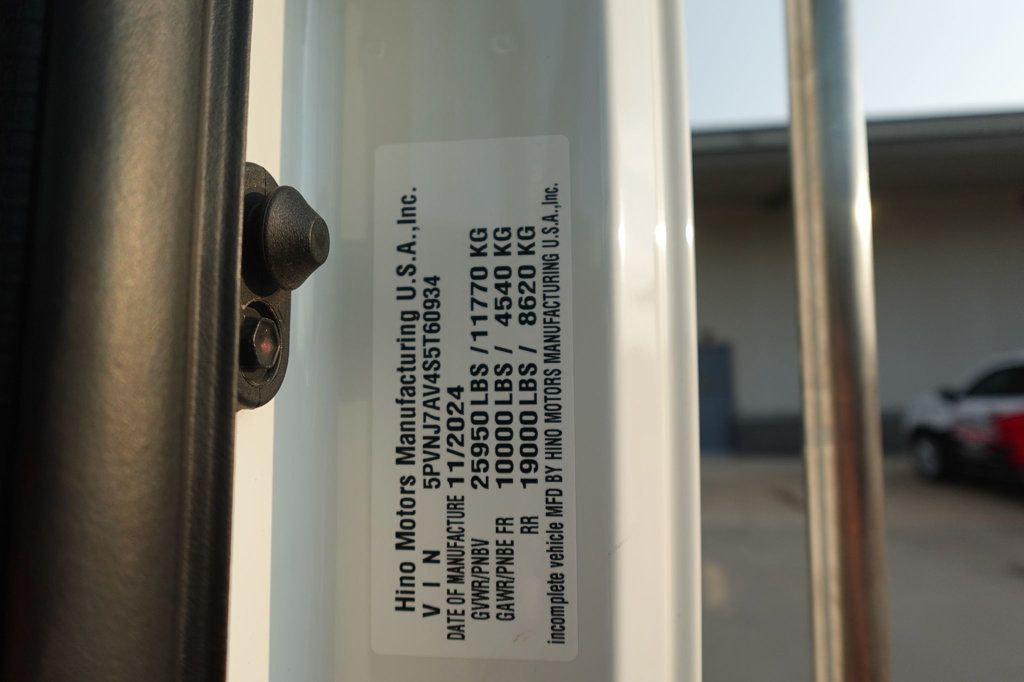 Hino Motors Manufacturing U.S.A.,Inc.
V I N 5PVNJ7AV4S5T60934
DATE OF MANUFACTURE 11/2024
GVWR/PNBV 25950 LBS / 11770 KG
GAWR/PNBE FR 10000 LBS / 4540 KG
RR 19000 LBS / 8620 KG
incomplete vehicle MFD BY HINO MOTORS MANUFACTURING U.S.A.,Inc.